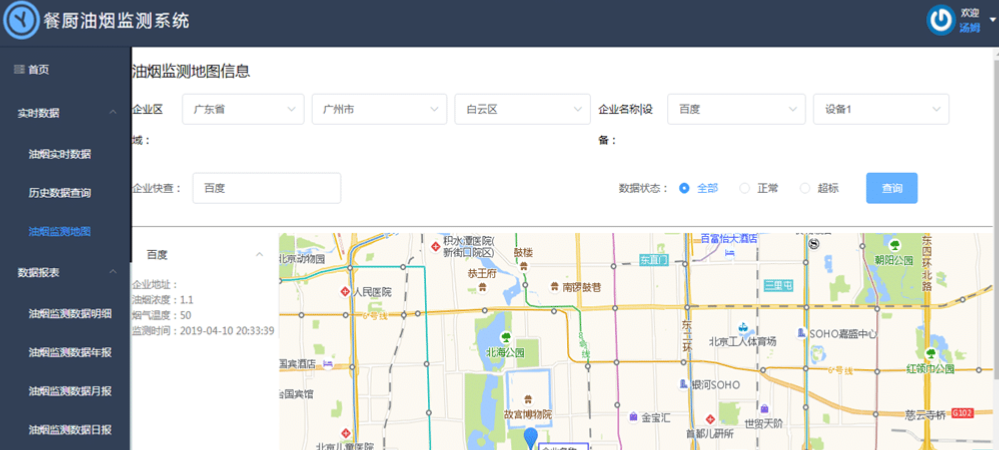 餐厨油烟监测系统
欢迎
汤姆
首页
实时数据
油烟实时数据
历史数据查询
油烟监测地图
数据报表
油烟监测数据明细
油烟监测数据年报
油烟监测数据月报
油烟监测数据日报
油烟监测地图信息
企业区域：
广东省
广州市
白云区
企业名称|设备：
百度
设备1
企业快查：
百度
数据状态：
全部
正常
超标
查询
百度
企业地址：
油烟浓度：1.1
烟气温度：50
监测时间：2019-04-10 20:33:39
北京动物园
积水潭医院(
新街口院区)
鼓楼
恭王府
南锣鼓巷
人民医院
6号线
北海公园
故宫博物院
国宾酒店
台国宾馆
北京儿童医院
百富怡大酒店
东直门
三里屯
朝阳公园
东四环北路
东二环
北京工人体育场
SOHO嘉盛中心
6号线
红领巾公园
银河SOHO
金宝汇
首都儿研所
世贸天阶
慈云寺桥
G102